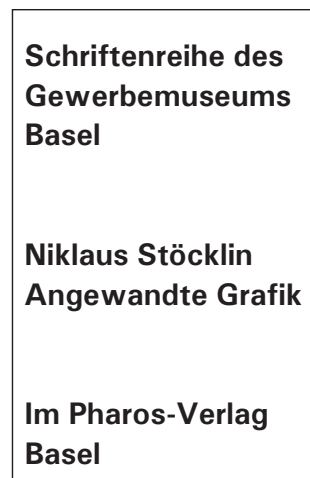 Schriftenreihe des
Gewerbemuseums
Basel
Niklaus Stöcklin
Angewandte Grafik
Im Pharos-Verlag
Basel